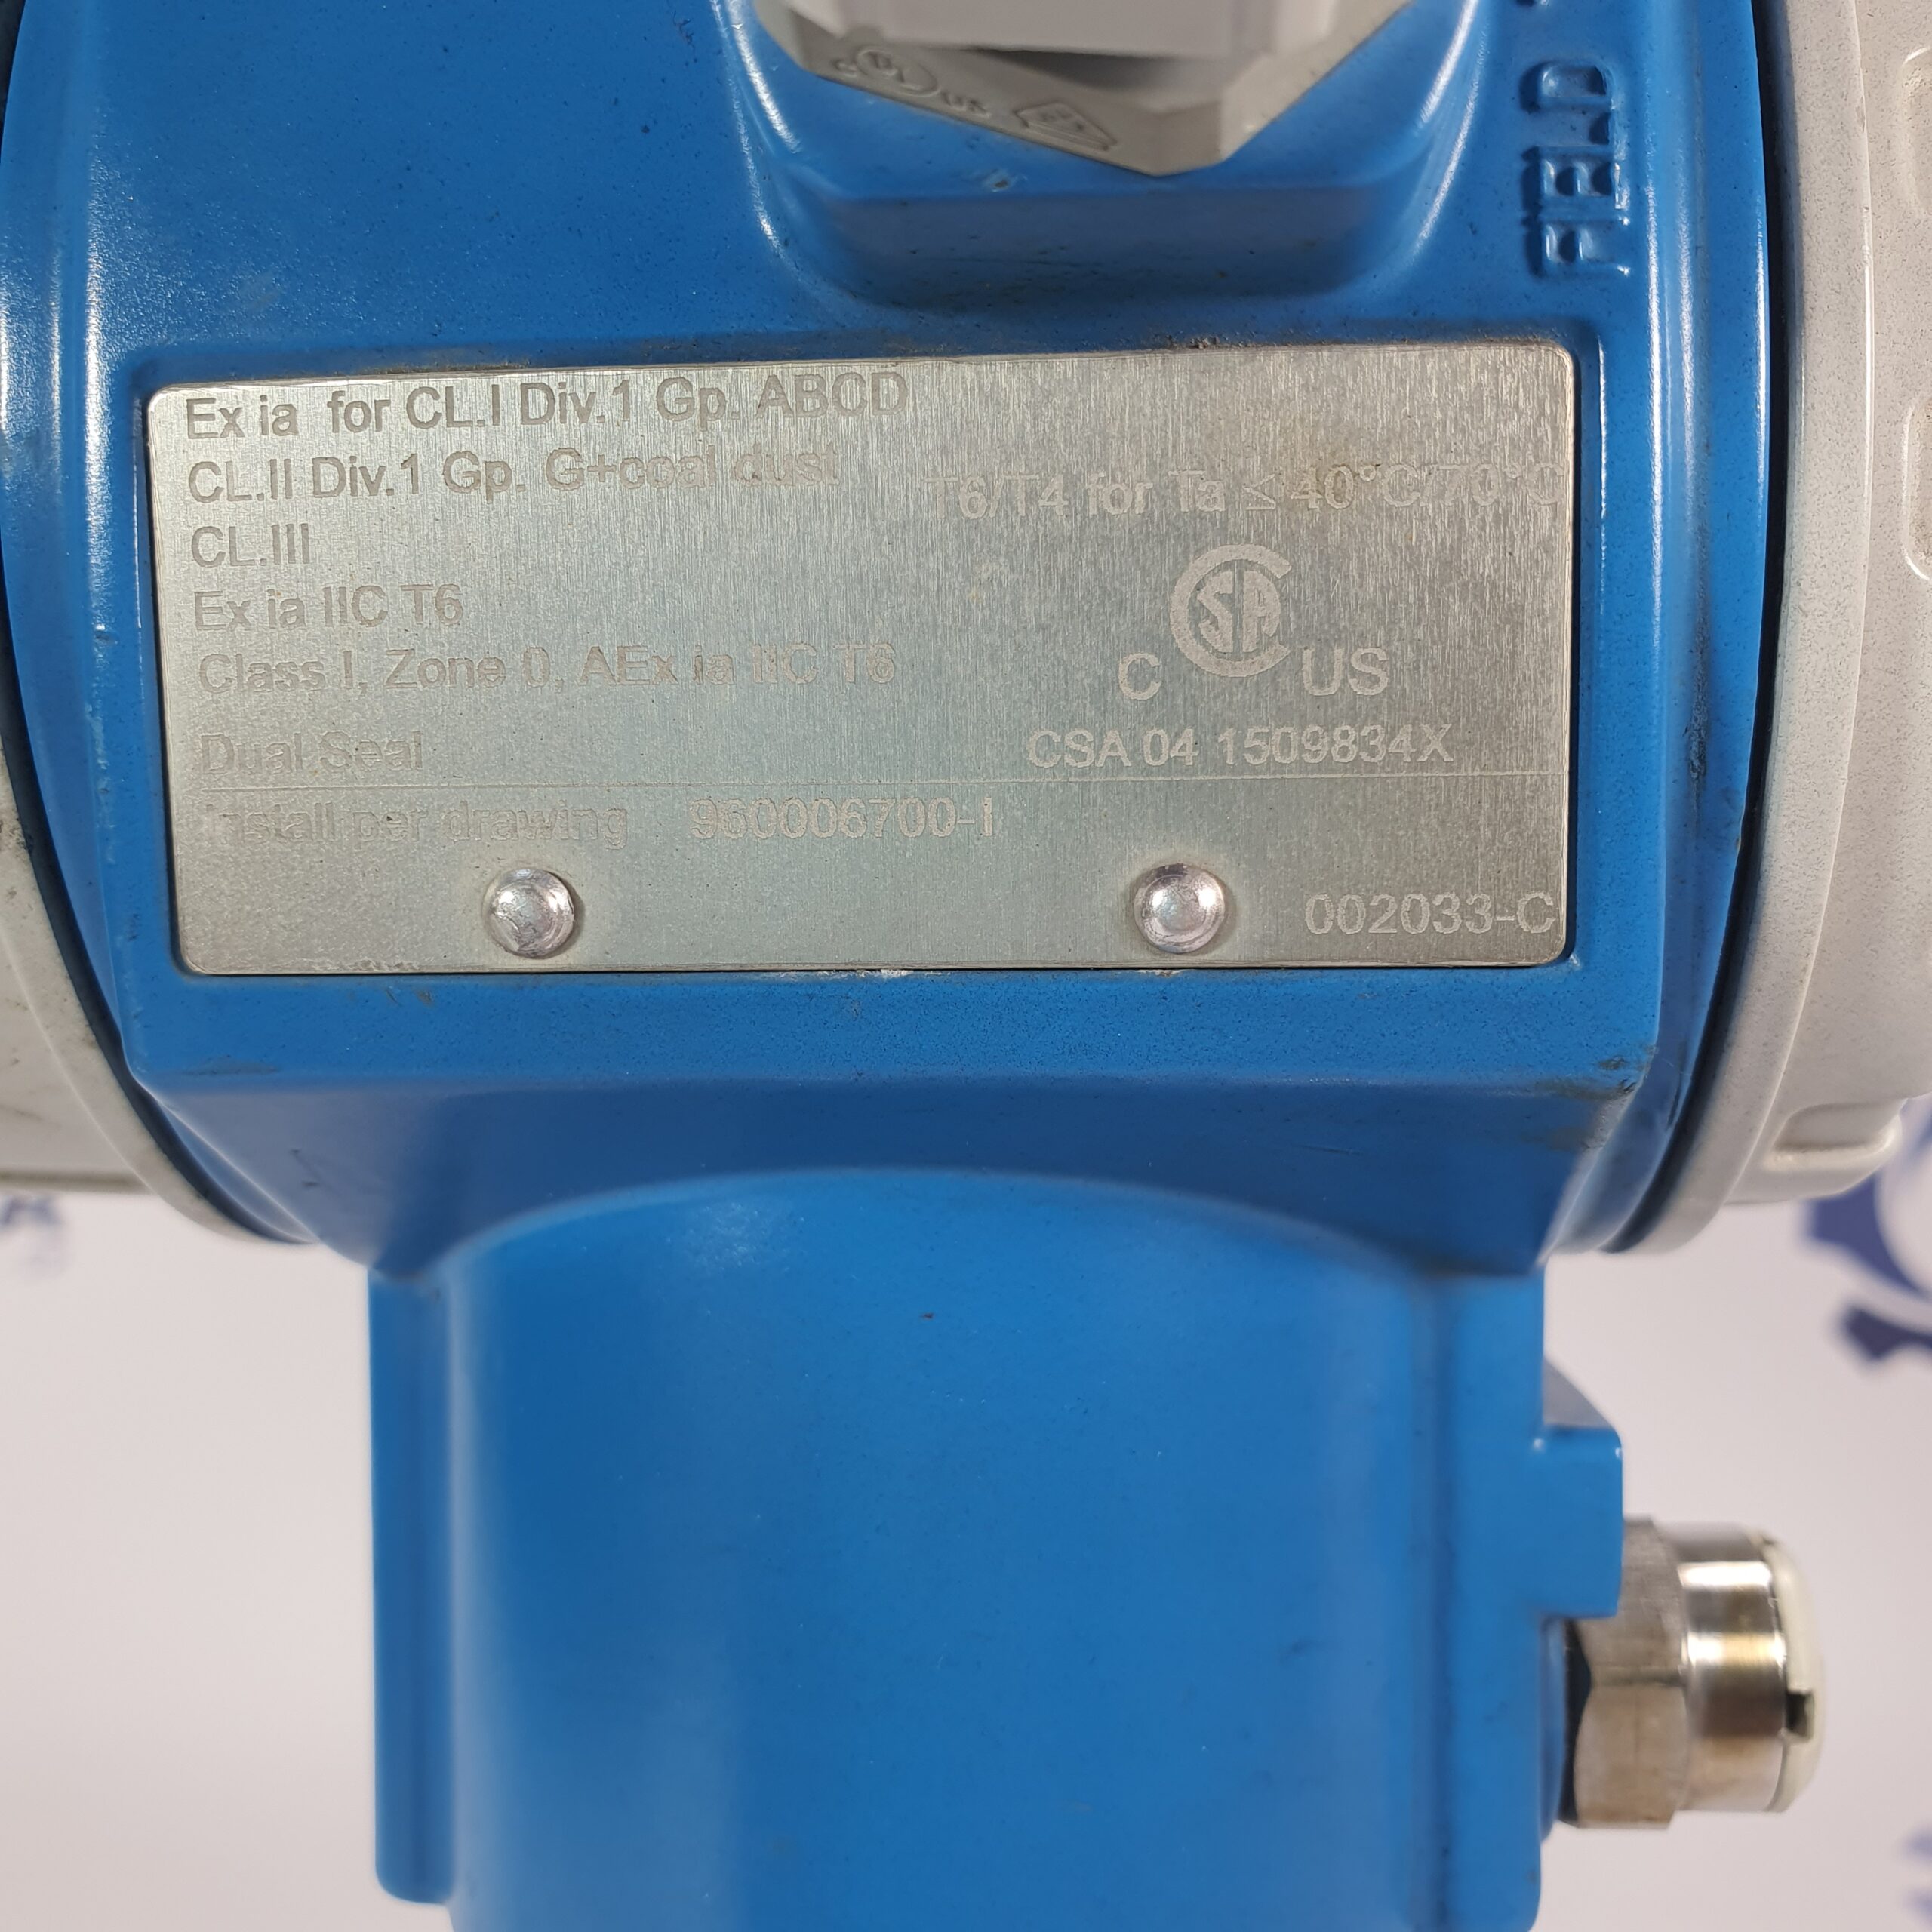 FIELD
Ex ia for CL.I Div.1 Gp. ABCD
CL.II Div.1 Gp. G+coal dust
T6/T4 for Ta ≤ 40°C/70°C
CL.III
Ex ia IIC T6
Class I, Zone 0, AEx ia IIC T6
C SA
C US
Dual Seal
CSA 04 1509834X
Install per drawing 960006700-I
002033-C